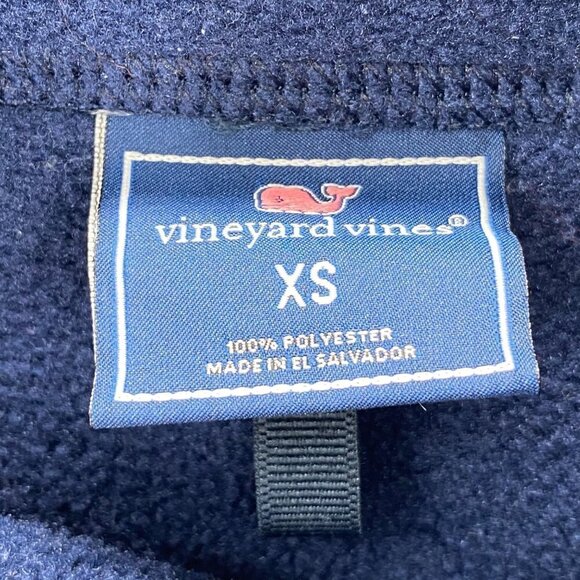 vineyard vines®
XS
100% POLYESTER
MADE IN EL SALVADOR